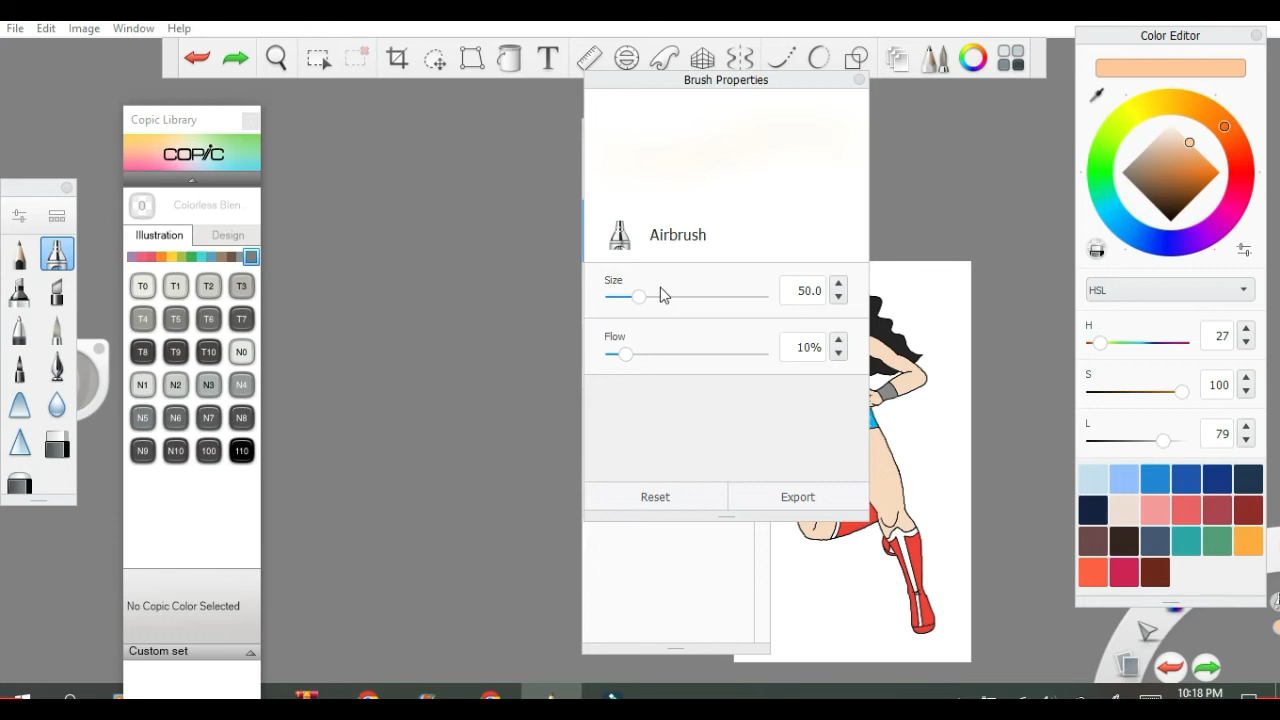 File Edit Image Window Help
T
Copic Library
COPIC
0 Colorless Blen
Illustration Design
T0 T1 T2 T3
T4 T5 T6 T7
T8 T9 T10 N0
N1 N2 N3 N4
N5 N6 N7 N8
N9 N10 100 110
No Copic Color Selected
Custom set
Brush Properties
Airbrush
Size
50.0
Flow
10%
Reset Export
Color Editor
HSL
H
27
S
100
L
79
10:18 PM